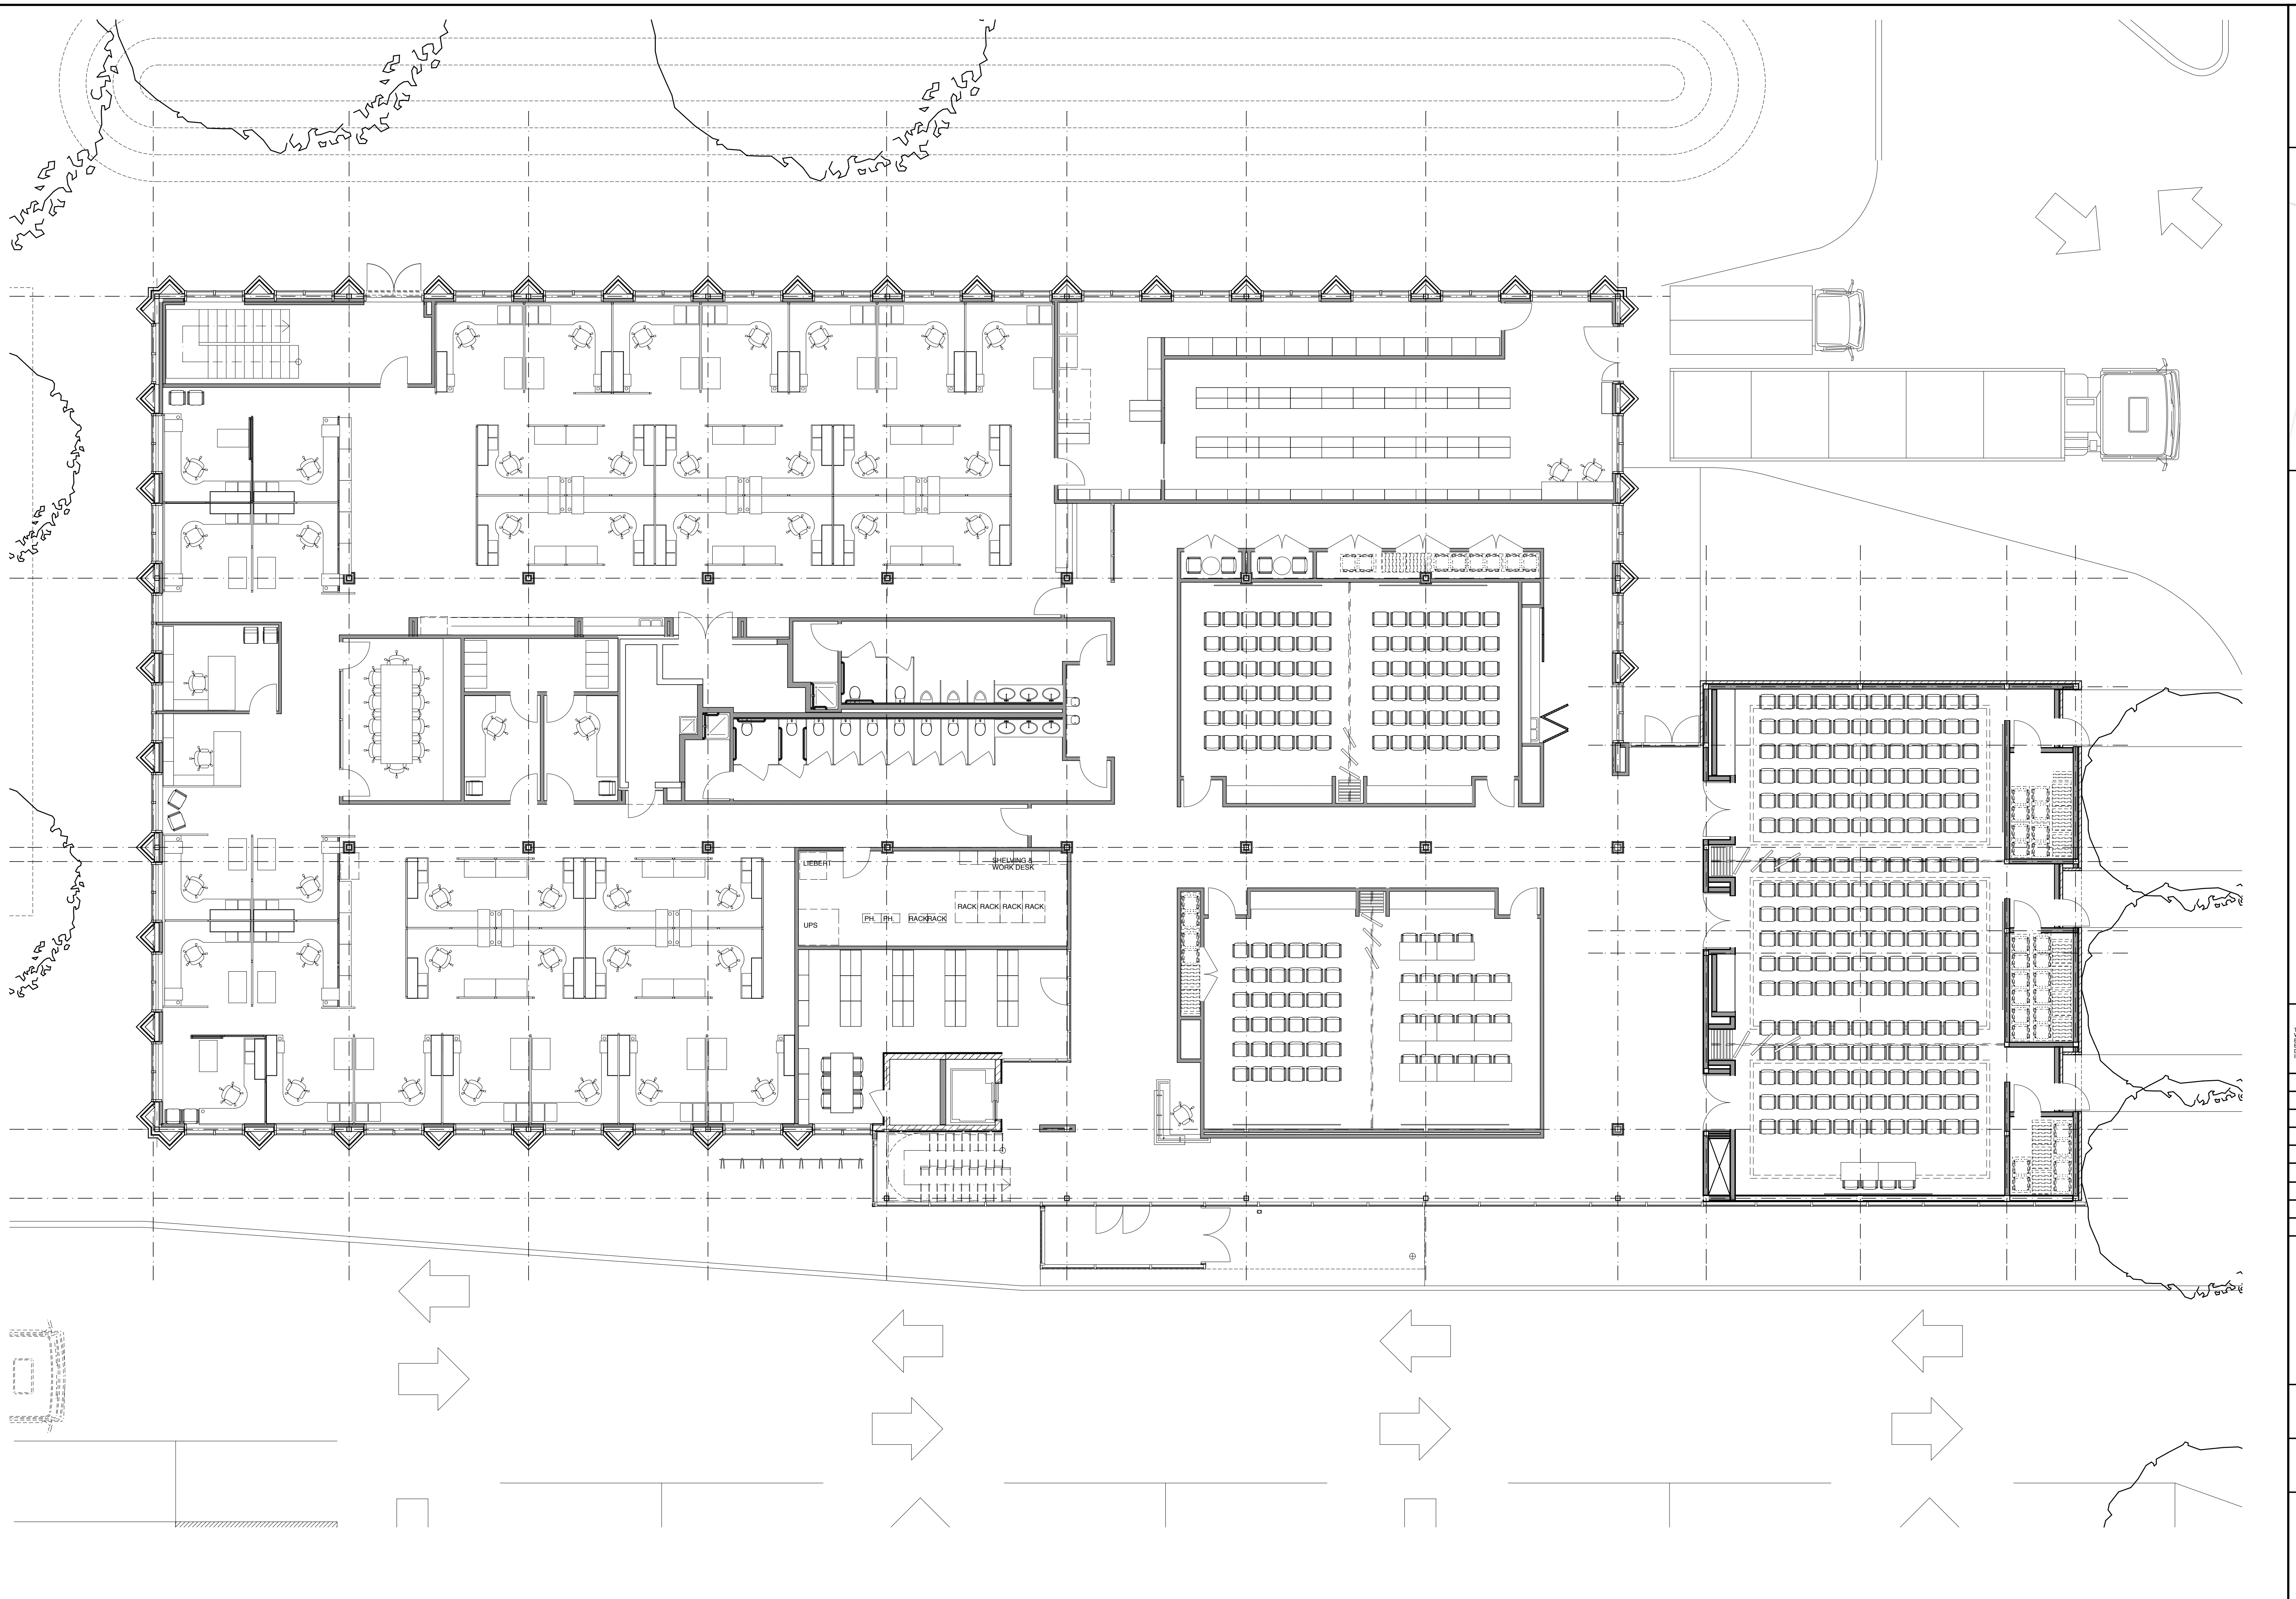 LIEBERT
SHELVING &
WORK DESK
RACK RACK RACK RACK
PH. PH. RACK RACK
UPS